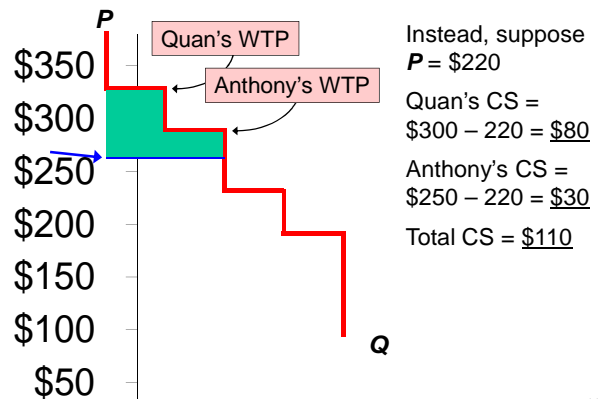 P
Quan's WTP
Anthony's WTP
$350
$300
$250
$200
$150
$100
$50
Q
Instead, suppose
P = $220
Quan's CS =
$300 – 220 = $80
Anthony's CS =
$250 – 220 = $30
Total CS = $110